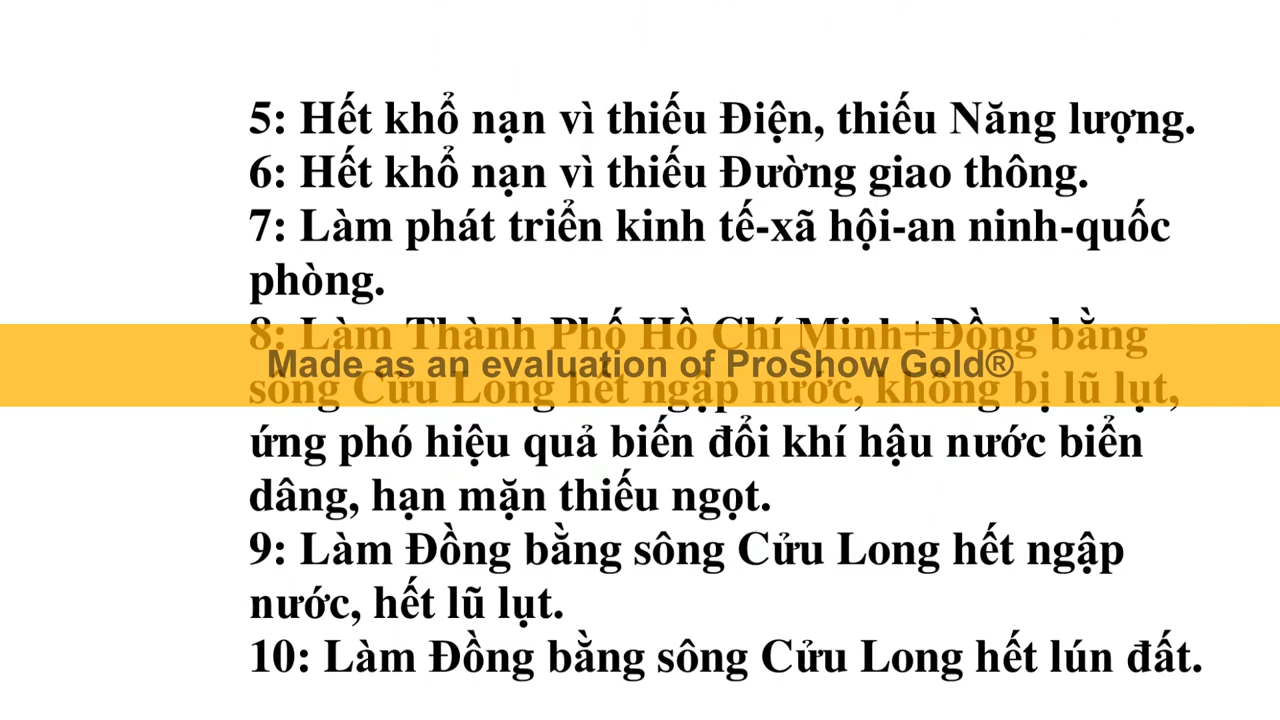 5: Hết khổ nạn vì thiếu Điện, thiếu Năng lượng.
6: Hết khổ nạn vì thiếu Đường giao thông.
7: Làm phát triển kinh tế-xã hội-an ninh-quốc
phòng.
8: Làm Thành Phố Hồ Chí Minh+Đồng bằng
Made as an evaluation of ProShow Gold®
sông Cửu Long hết ngập nước, không bị lũ lụt,
ứng phó hiệu quả biến đổi khí hậu nước biển
dâng, hạn mặn thiếu ngọt.
9: Làm Đồng bằng sông Cửu Long hết ngập
nước, hết lũ lụt.
10: Làm Đồng bằng sông Cửu Long hết lún đất.